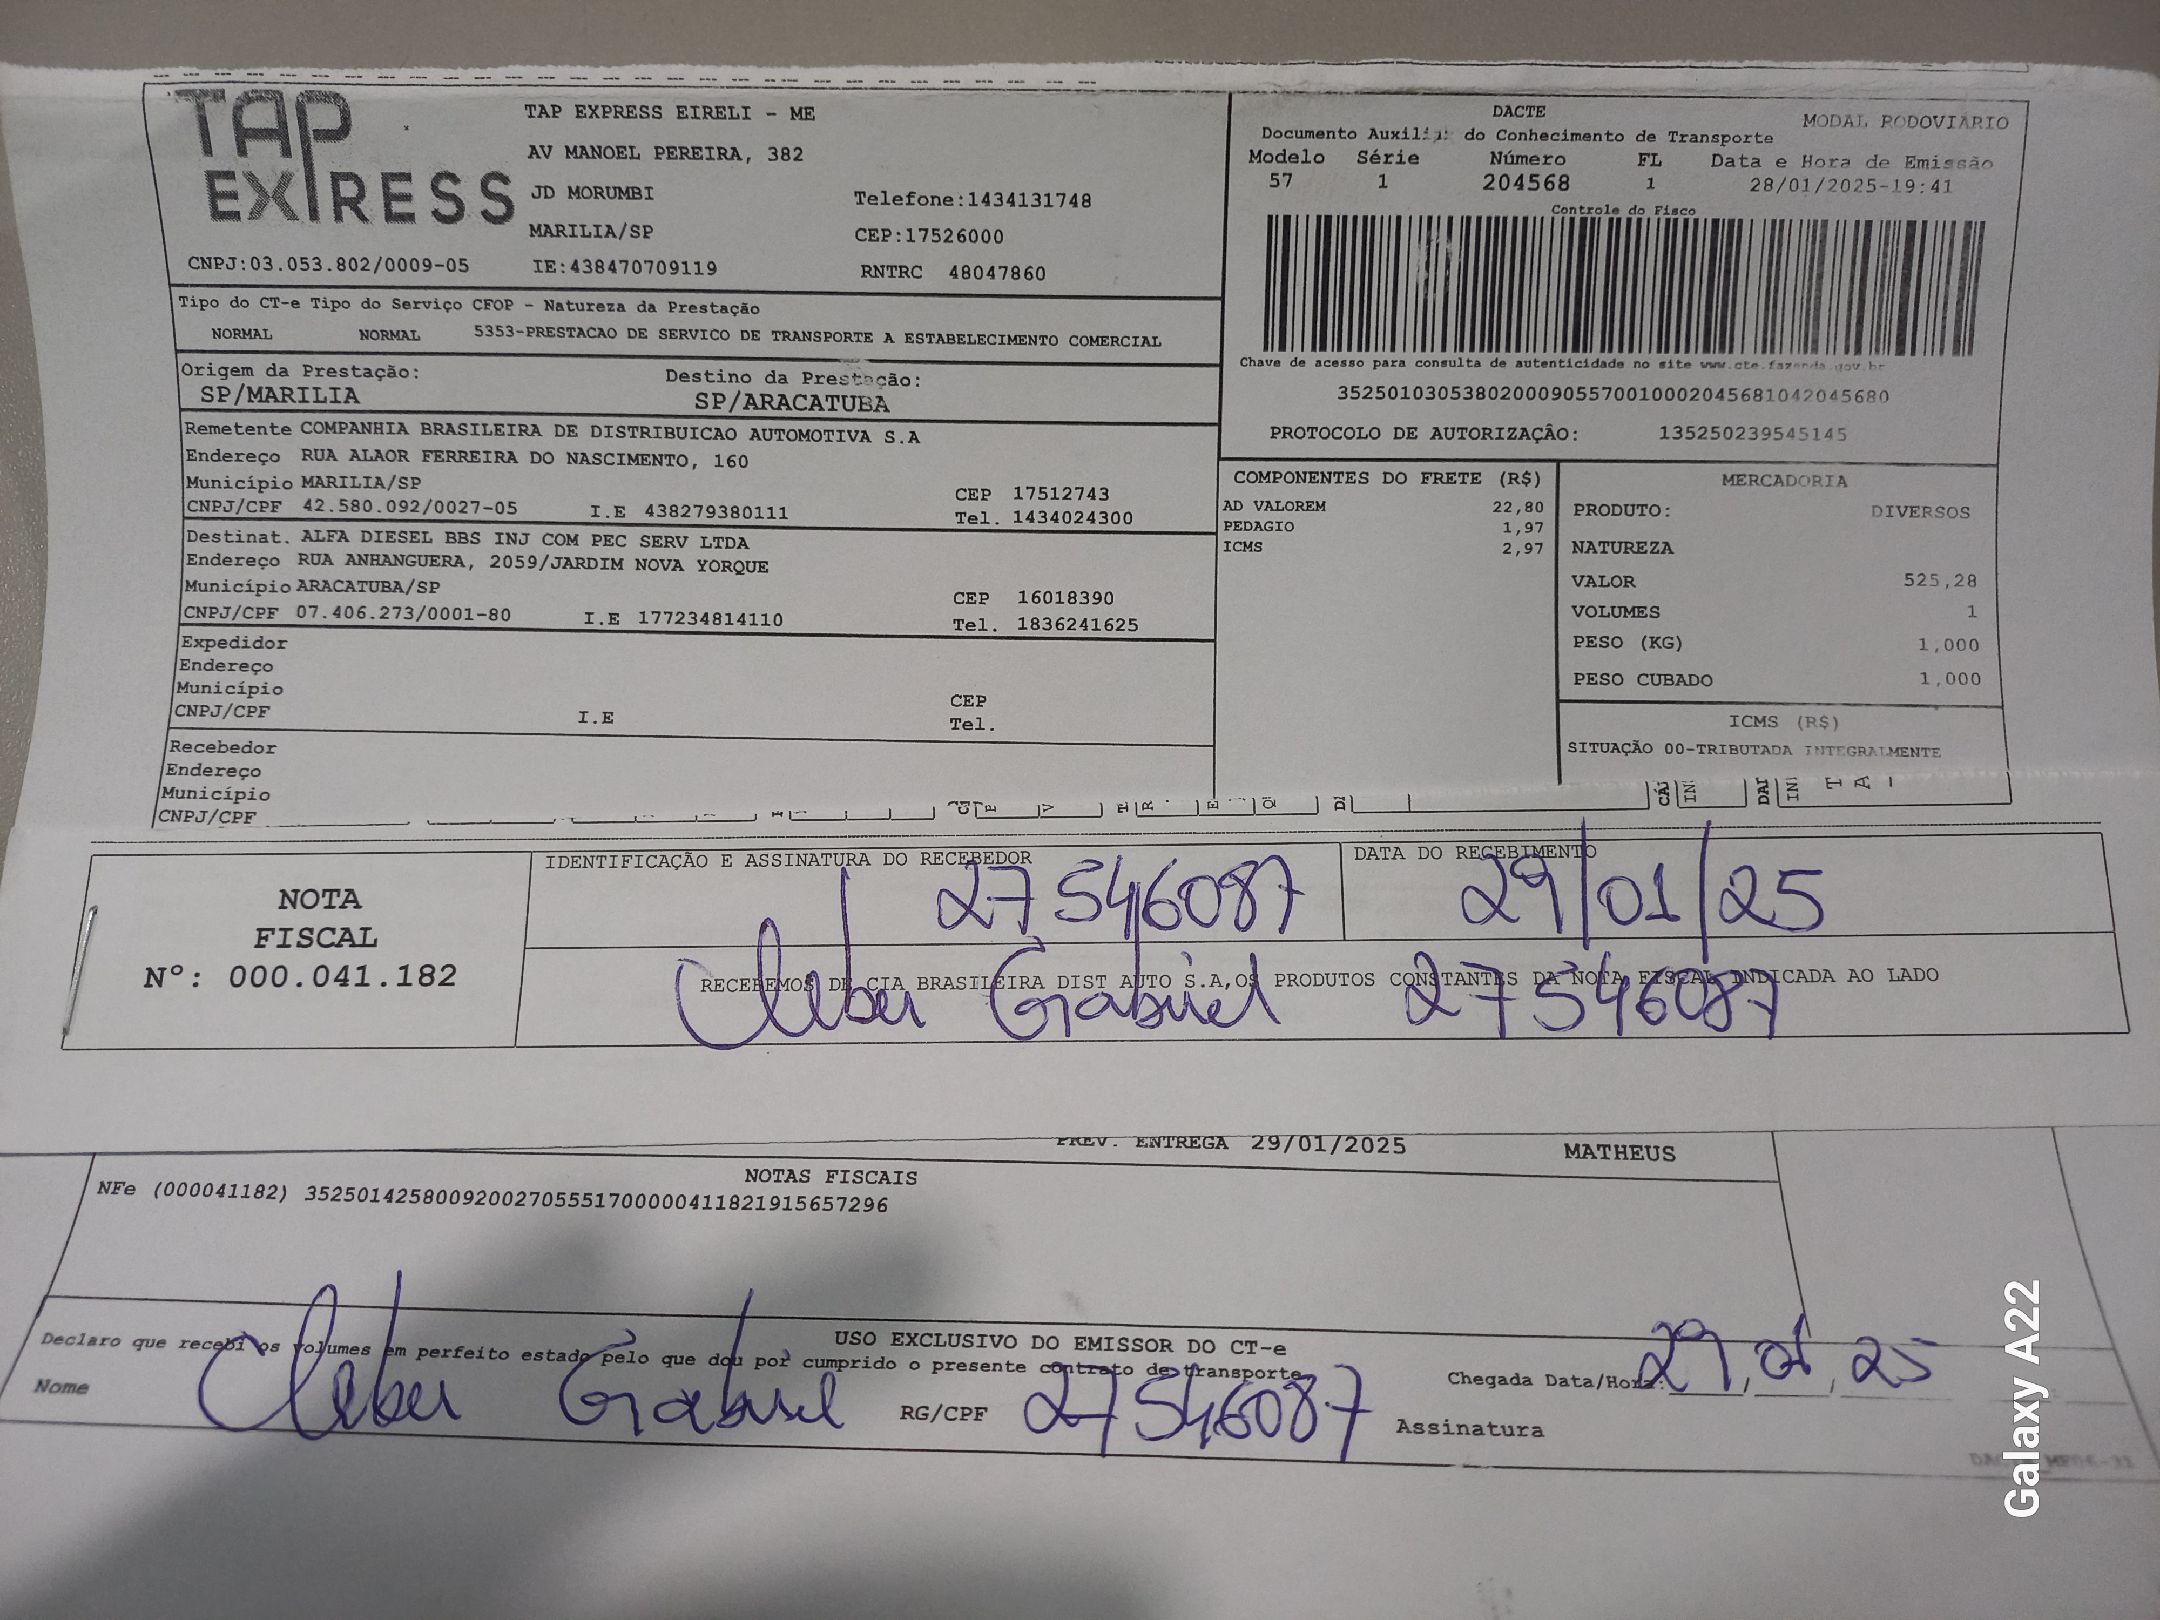 TAP EXPRESS
TAP EXPRESS EIRELI - ME
AV MANOEL PEREIRA, 382
JD MORUMBI
Telefone:1434131748
MARILIA/SP
CEP:17526000
CNPJ:03.053.802/0009-05
IE:438470709119
RNTRC 48047860
DACTE
MODAL RODOVIÁRIO
Documento Auxiliar do Conhecimento de Transporte
Modelo Série Número FL Data e Hora de Emissão
57 1 204568 1 28/01/2025-19:41
Controle do Fisco
Chave de acesso para consulta de autenticidade no site www.cte.fazenda.gov.br
35250103053802000905570010002045681042045680
PROTOCOLO DE AUTORIZAÇÃO: 135250239545145
Tipo do CT-e Tipo do Serviço CFOP - Natureza da Prestação
NORMAL NORMAL 5353-PRESTACAO DE SERVICO DE TRANSPORTE A ESTABELECIMENTO COMERCIAL
Origem da Prestação: Destino da Prestação:
SP/MARILIA SP/ARACATUBA
Remetente COMPANHIA BRASILEIRA DE DISTRIBUICAO AUTOMOTIVA S.A
Endereço RUA ALAOR FERREIRA DO NASCIMENTO, 160
Município MARILIA/SP CEP 17512743
CNPJ/CPF 42.580.092/0027-05 I.E 438279380111 Tel. 1434024300
Destinat. ALFA DIESEL BBS INJ COM PEC SERV LTDA
Endereço RUA ANHANGUERA, 2059/JARDIM NOVA YORQUE
Município ARACATUBA/SP CEP 16018390
CNPJ/CPF 07.406.273/0001-80 I.E 177234814110 Tel. 1836241625
Expedidor
Endereço
Município CEP
CNPJ/CPF I.E Tel.
Recebedor
Endereço
Município
CNPJ/CPF
COMPONENTES DO FRETE (R$)
AD VALOREM 22,80
PEDAGIO 1,97
ICMS 2,97
MERCADORIA
PRODUTO: DIVERSOS
NATUREZA
VALOR 525,28
VOLUMES 1
PESO (KG) 1,000
PESO CUBADO 1,000
ICMS (R$)
SITUAÇÃO 00-TRIBUTADA INTEGRALMENTE
NOTA
FISCAL
Nº: 000.041.182
IDENTIFICAÇÃO E ASSINATURA DO RECEBEDOR
27546087
DATA DO RECEBIMENTO
29/01/25
RECEBEMOS DE CIA BRASILEIRA DIST AUTO S.A,OS PRODUTOS CONSTANTES DA NOTA FISCAL INDICADA AO LADO
Cleber Gabriel 27546087
PREV. ENTREGA 29/01/2025 MATHEUS
NOTAS FISCAIS
NFe (000041182) 35250142580092002705551700000411821915657296
USO EXCLUSIVO DO EMISSOR DO CT-e
Declaro que recebi os volumes em perfeito estado pelo que dou por cumprido o presente contrato de transporte
Chegada Data/Hora: 29, 01, 25
Nome Cleber Gabriel RG/CPF 27546087 Assinatura
Galaxy A22